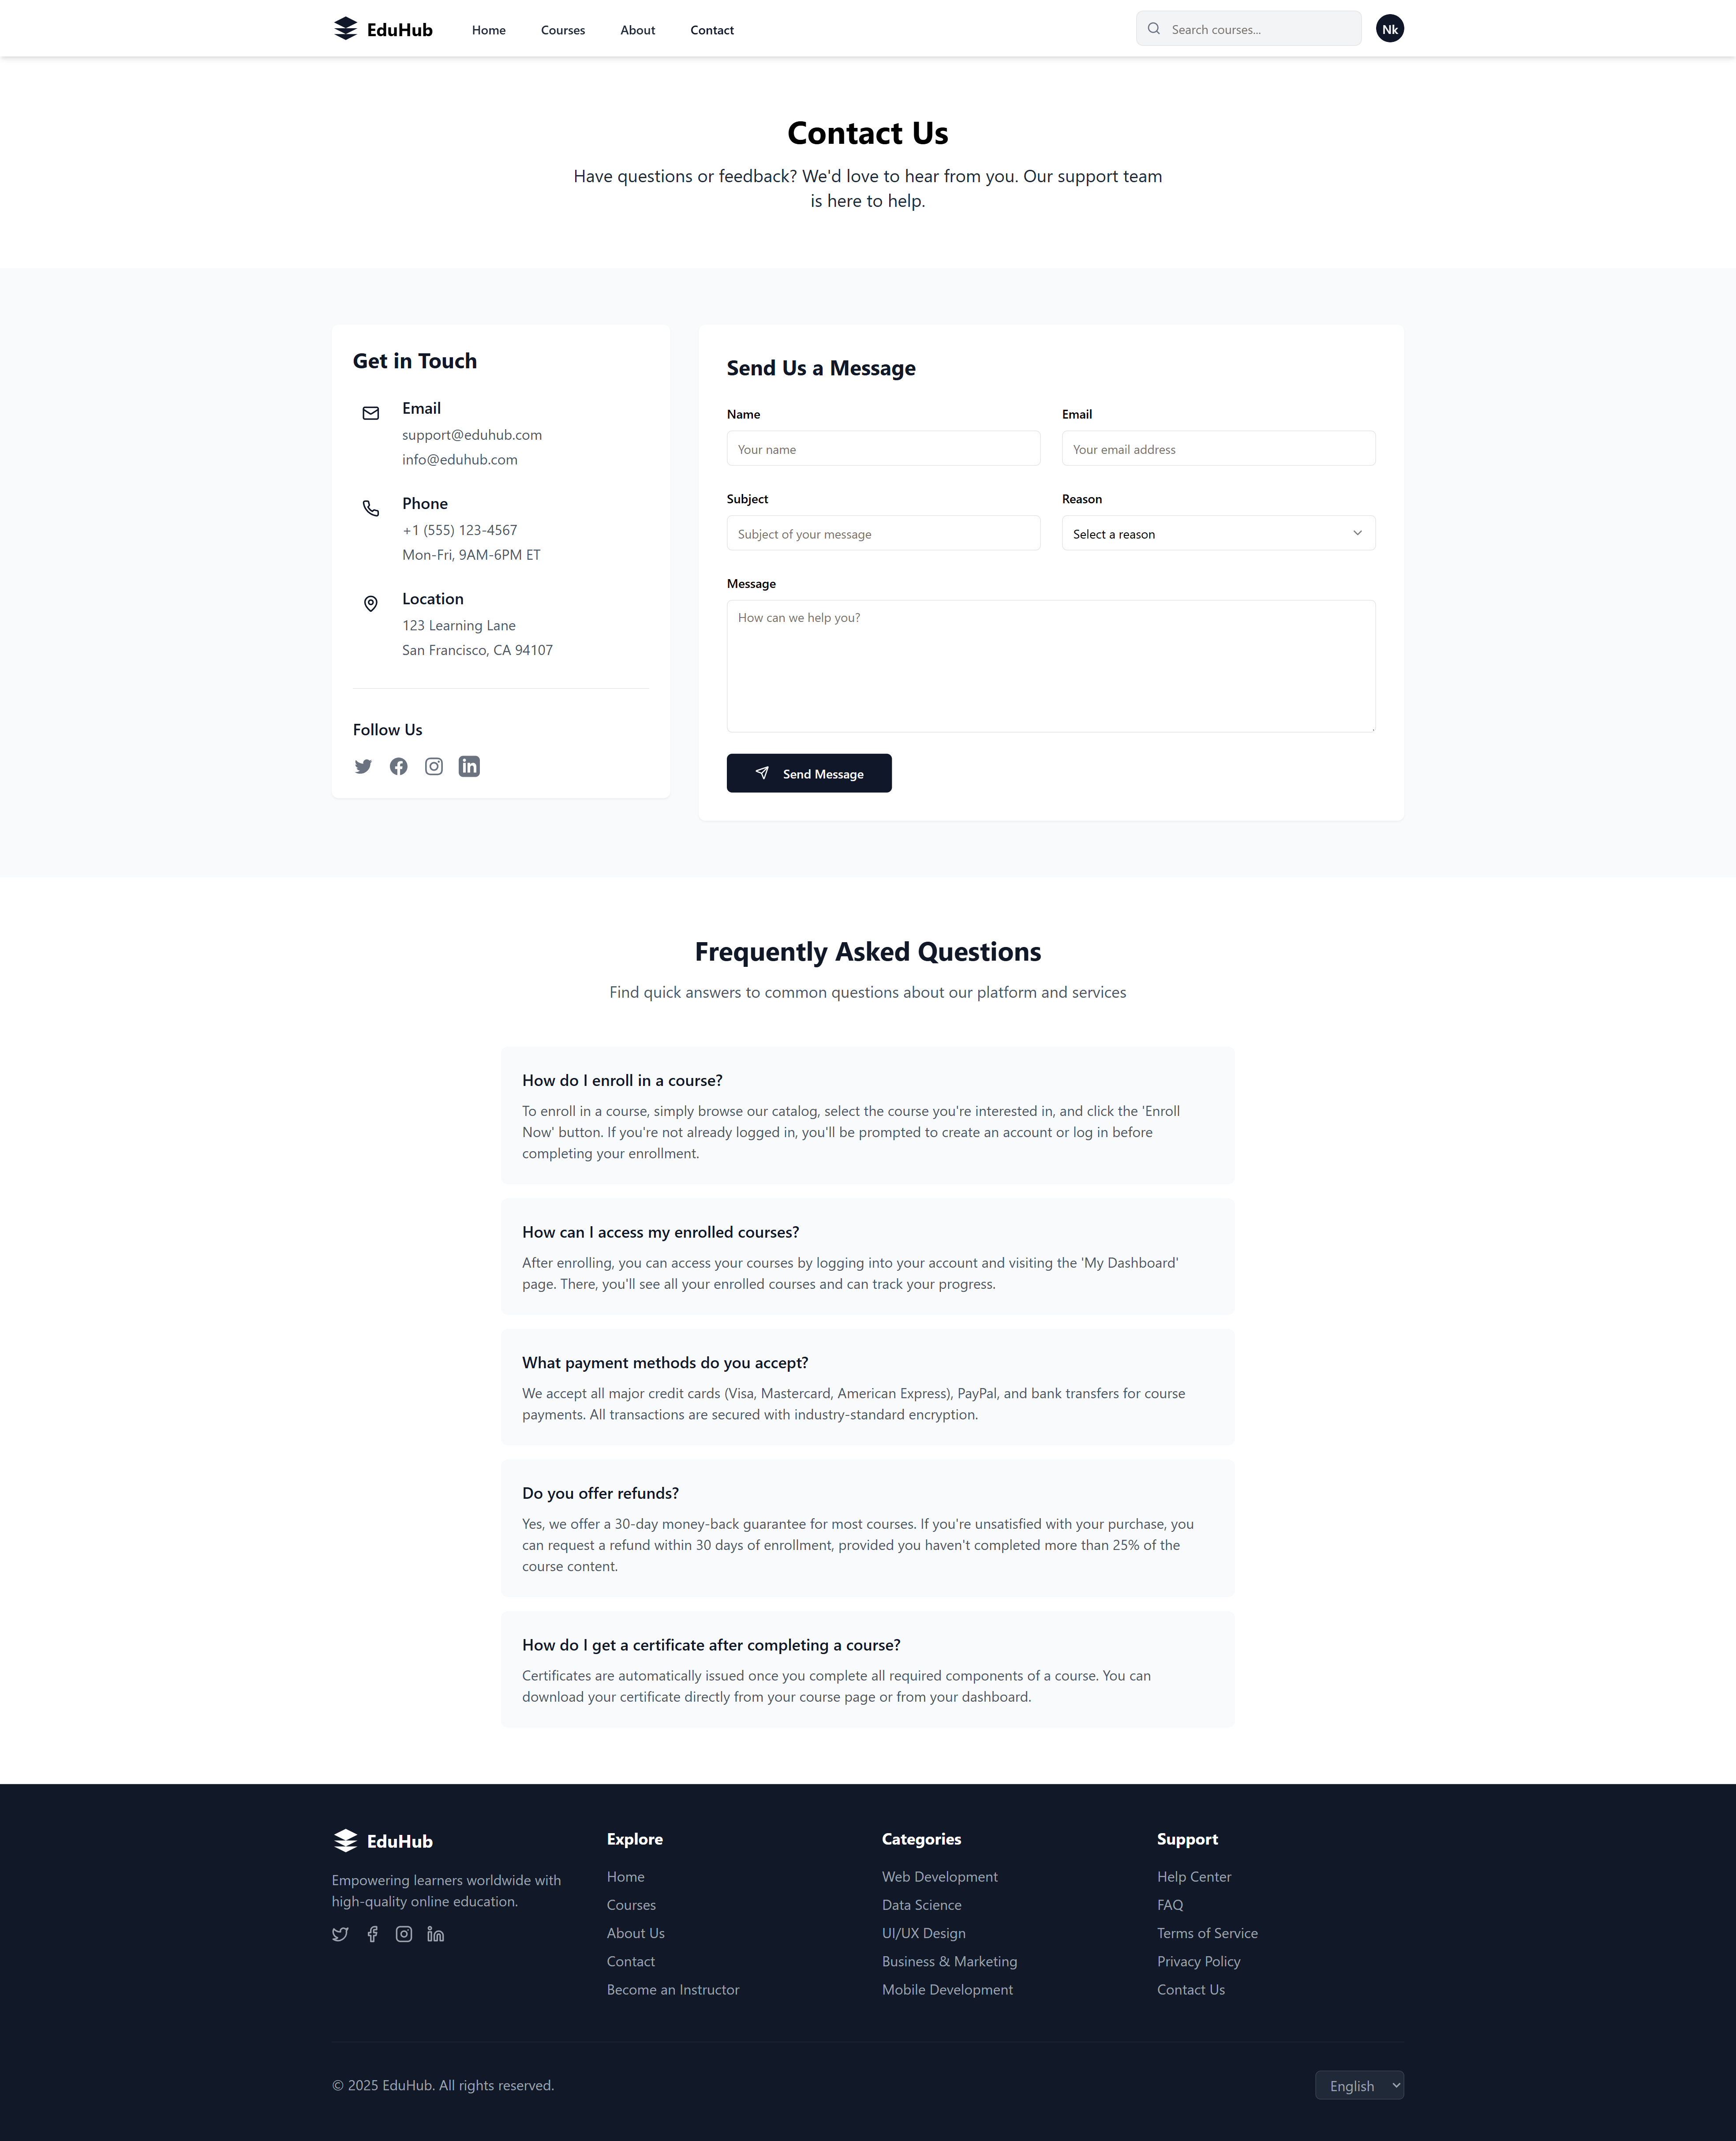 EduHub
Home
Courses
About
Contact
Search courses...
Nk
Contact Us
Have questions or feedback? We'd love to hear from you. Our support team
is here to help.
Get in Touch
Email
support@eduhub.com
info@eduhub.com
Phone
+1 (555) 123-4567
Mon-Fri, 9AM-6PM ET
Location
123 Learning Lane
San Francisco, CA 94107
Follow Us
Send Us a Message
Name
Your name
Email
Your email address
Subject
Subject of your message
Reason
Select a reason
Message
How can we help you?
Send Message
Frequently Asked Questions
Find quick answers to common questions about our platform and services
How do I enroll in a course?
To enroll in a course, simply browse our catalog, select the course you're interested in, and click the 'Enroll
Now' button. If you're not already logged in, you'll be prompted to create an account or log in before
completing your enrollment.
How can I access my enrolled courses?
After enrolling, you can access your courses by logging into your account and visiting the 'My Dashboard'
page. There, you'll see all your enrolled courses and can track your progress.
What payment methods do you accept?
We accept all major credit cards (Visa, Mastercard, American Express), PayPal, and bank transfers for course
payments. All transactions are secured with industry-standard encryption.
Do you offer refunds?
Yes, we offer a 30-day money-back guarantee for most courses. If you're unsatisfied with your purchase, you
can request a refund within 30 days of enrollment, provided you haven't completed more than 25% of the
course content.
How do I get a certificate after completing a course?
Certificates are automatically issued once you complete all required components of a course. You can
download your certificate directly from your course page or from your dashboard.
EduHub
Empowering learners worldwide with
high-quality online education.
Explore
Home
Courses
About Us
Contact
Become an Instructor
Categories
Web Development
Data Science
UI/UX Design
Business & Marketing
Mobile Development
Support
Help Center
FAQ
Terms of Service
Privacy Policy
Contact Us
© 2025 EduHub. All rights reserved.
English